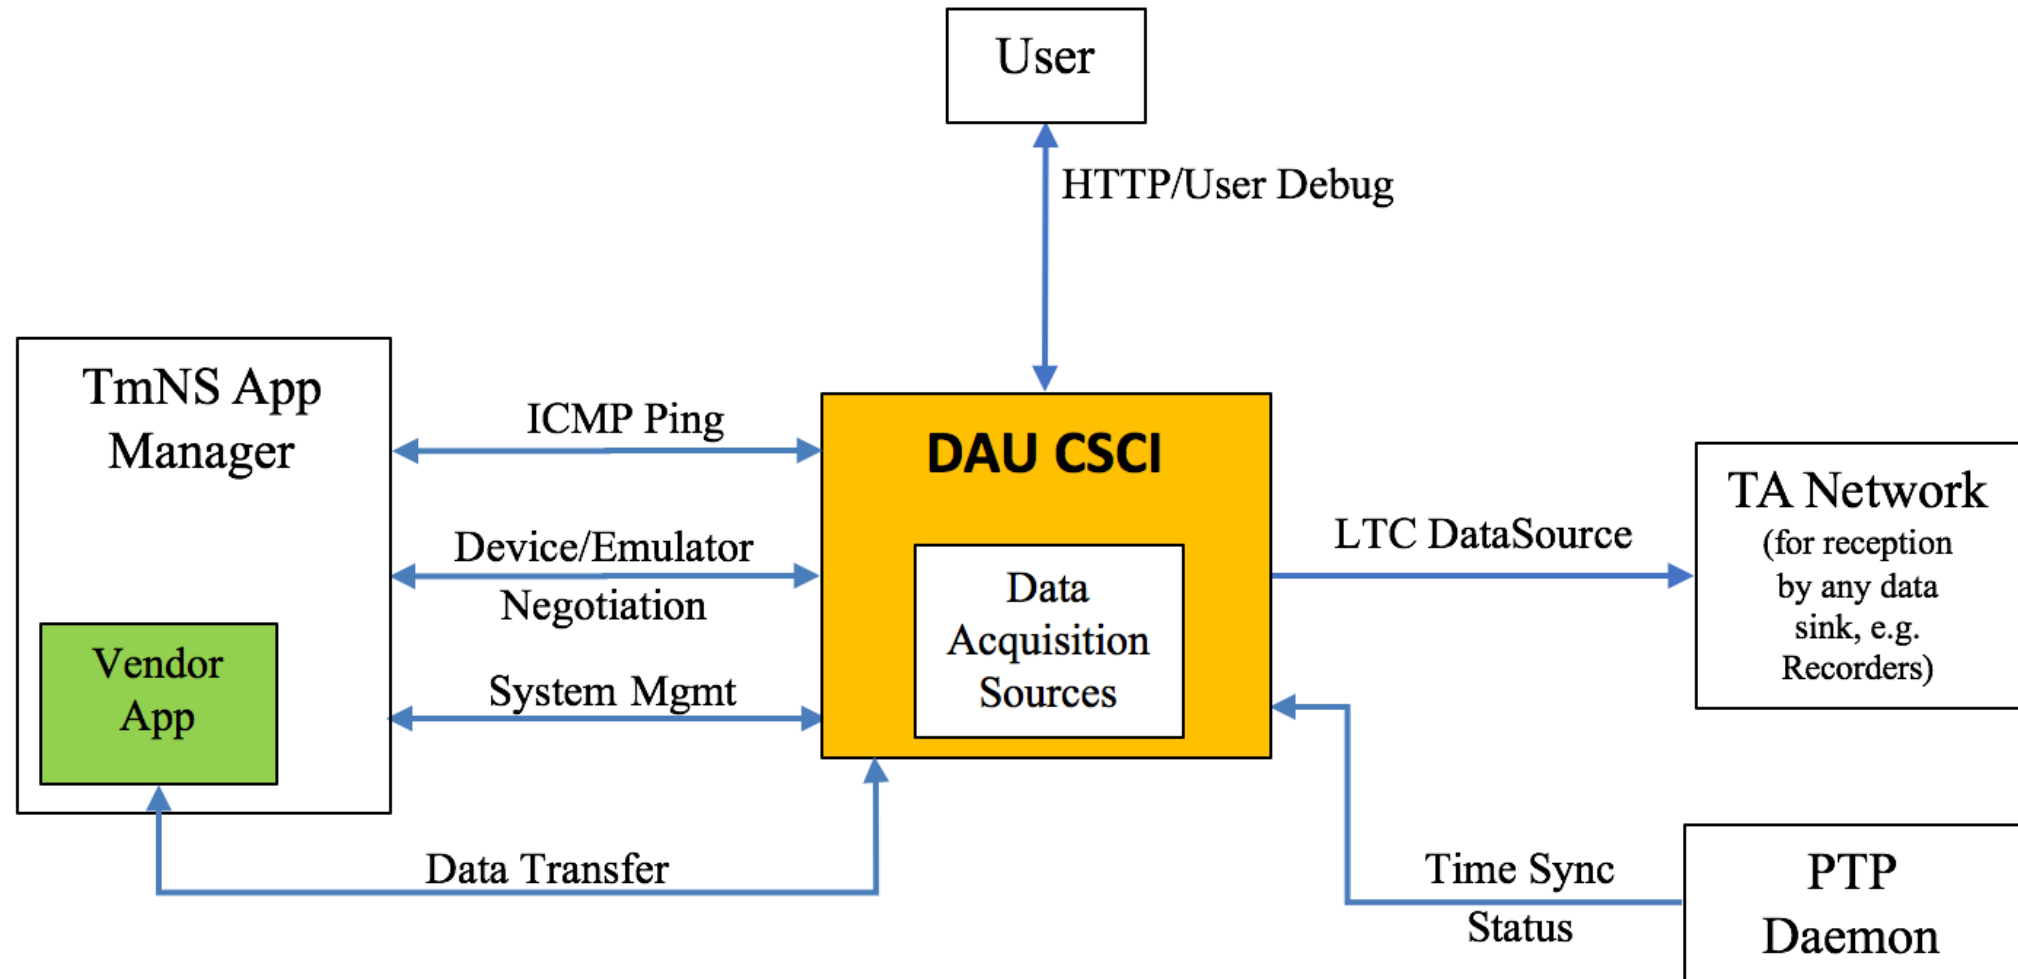 User
HTTP/User Debug
TmNS App
Manager
ICMP Ping
DAU CSCI
Device/Emulator
Negotiation
LTC DataSource
TA Network
(for reception
by any data
sink, e.g.
Recorders)
Data
Acquisition
Sources
Vendor
App
System Mgmt
Data Transfer
Time Sync
Status
PTP
Daemon